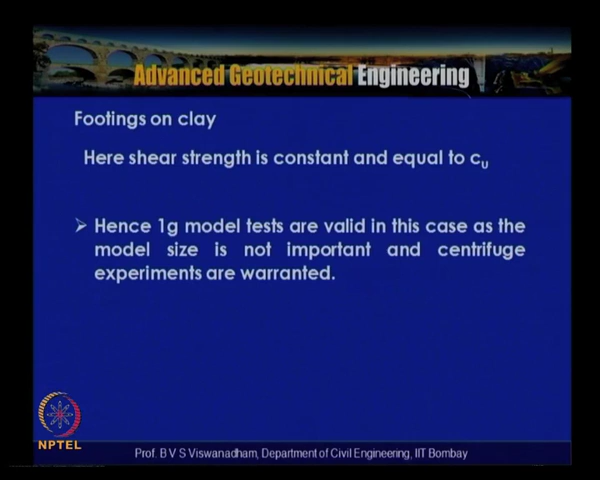 Advanced Geotechnical Engineering
Footings on clay
Here shear strength is constant and equal to cu
➢ Hence 1g model tests are valid in this case as the
model size is not important and centrifuge
experiments are warranted.
NPTEL
Prof. B V S Viswanadham, Department of Civil Engineering, IIT Bombay